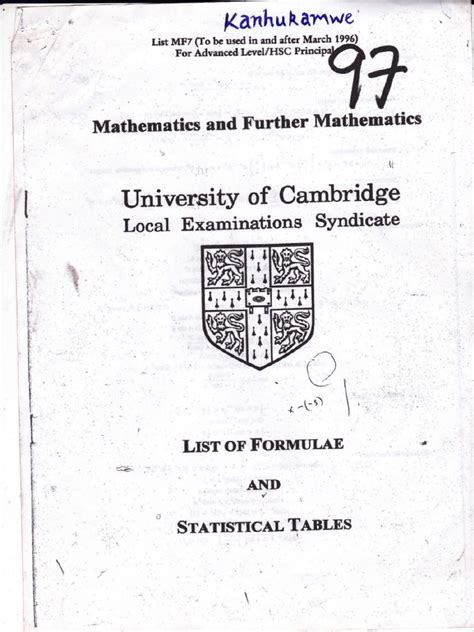 Kanhukamwe
List MF7 (To be used in and after March 1996)
For Advanced Level/HSC Principal
97
Mathematics and Further Mathematics
University of Cambridge
Local Examinations Syndicate
x-(-5)
LIST OF FORMULAE
AND
STATISTICAL TABLES